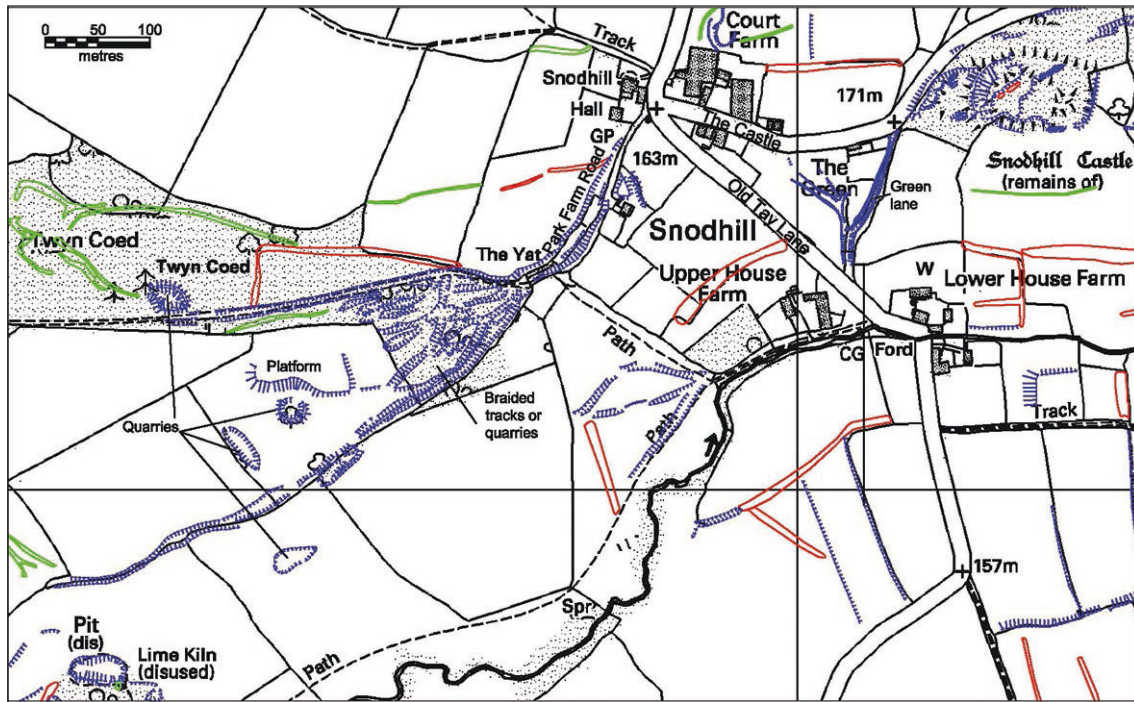 0 50 100
metres
Track
Court
Farm
Snodhill
Hall
GP
The Castle
171m
163m
Park Farm Road
The Green
Green
lane
Snodhill Castle
(remains of)
Old Tay Lane
Snodhill
Twyn Coed
Twyn Coed
The Yat
Upper House
Farm
W
Lower House Farm
Path
CG
Ford
Platform
Quarries
Braided
tracks or
quarries
Path
Track
157m
Spr
Pit
(dis)
Lime Kiln
(disused)
Path